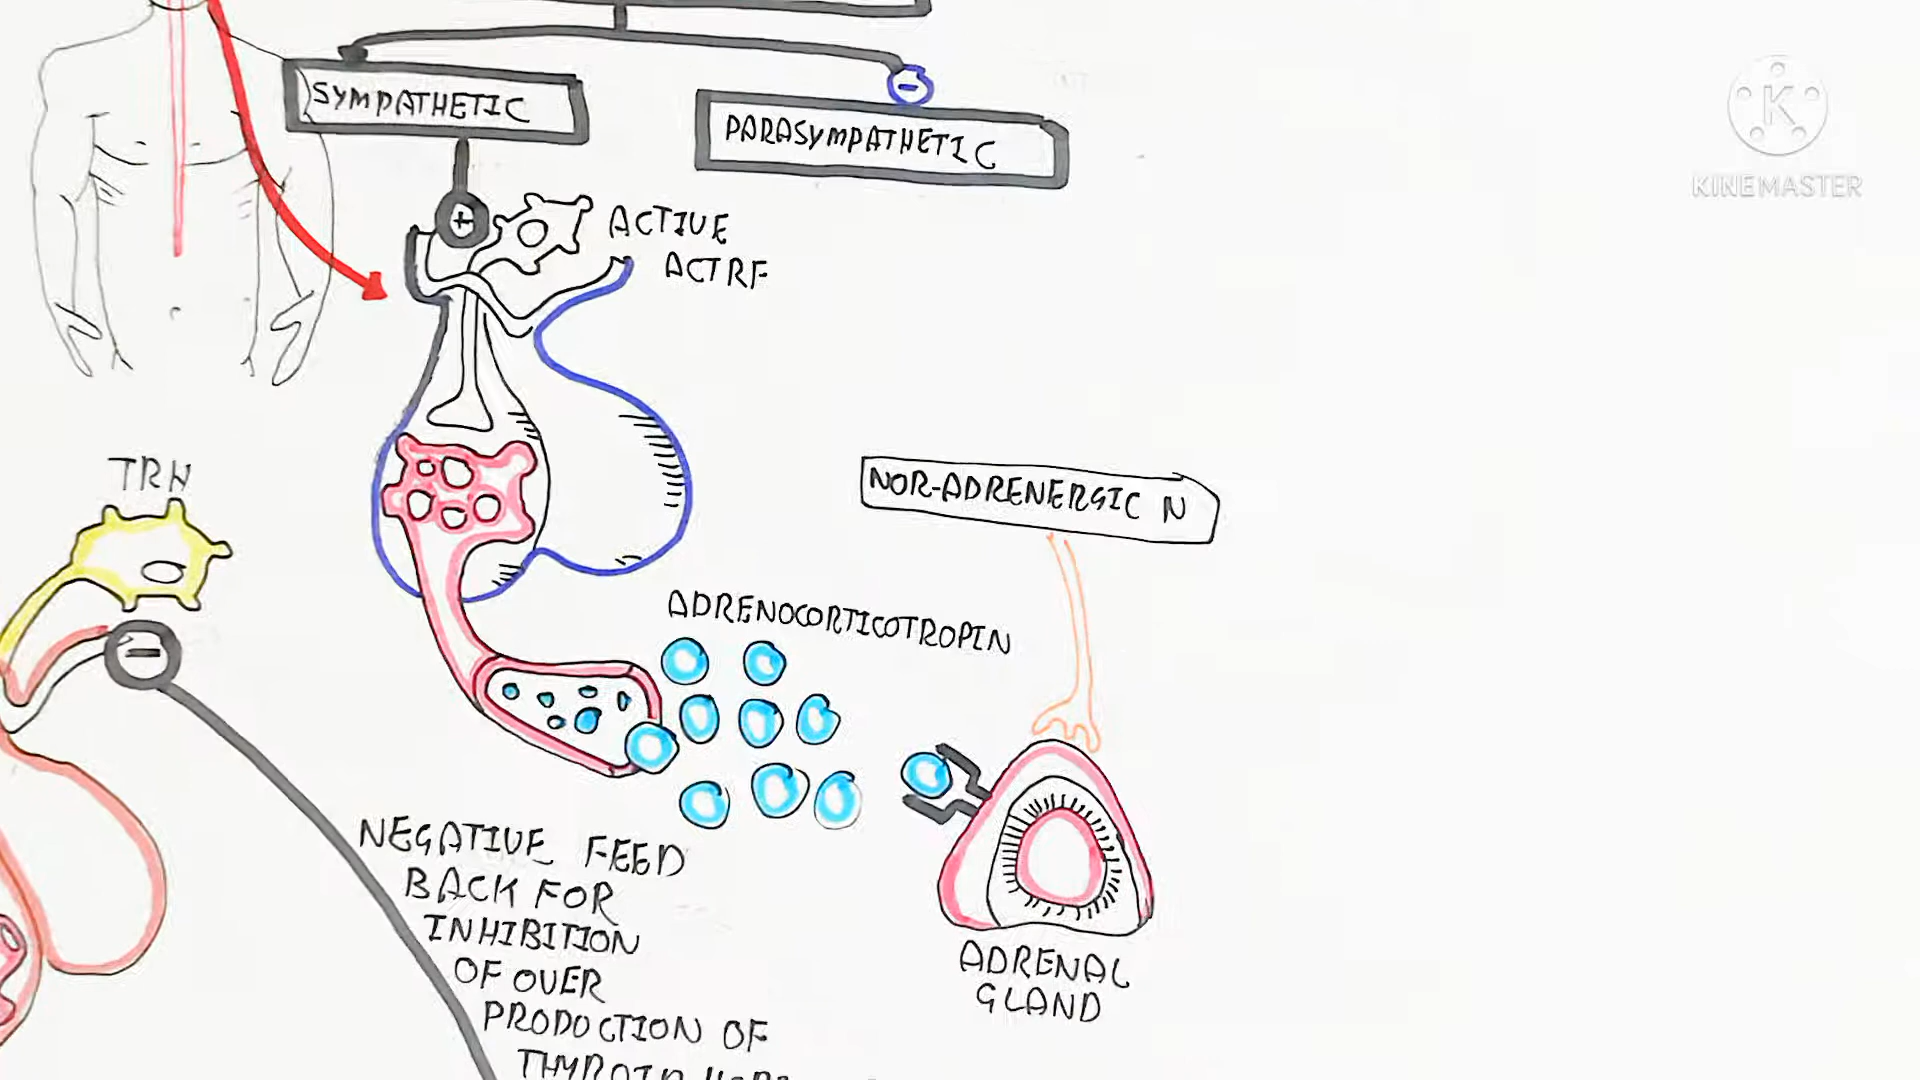 SYMPATHETIC
PARASYMPATHETIC
KINEMASTER
ACTIVE
ACTRF
TRH
NOR-ADRENERGIC N
ADRENOCORTICOTROPIN
NEGATIVE FEED
BACK FOR
INHIBITION
OF OVER
PRODUCTION OF
ADRENAL
GLAND